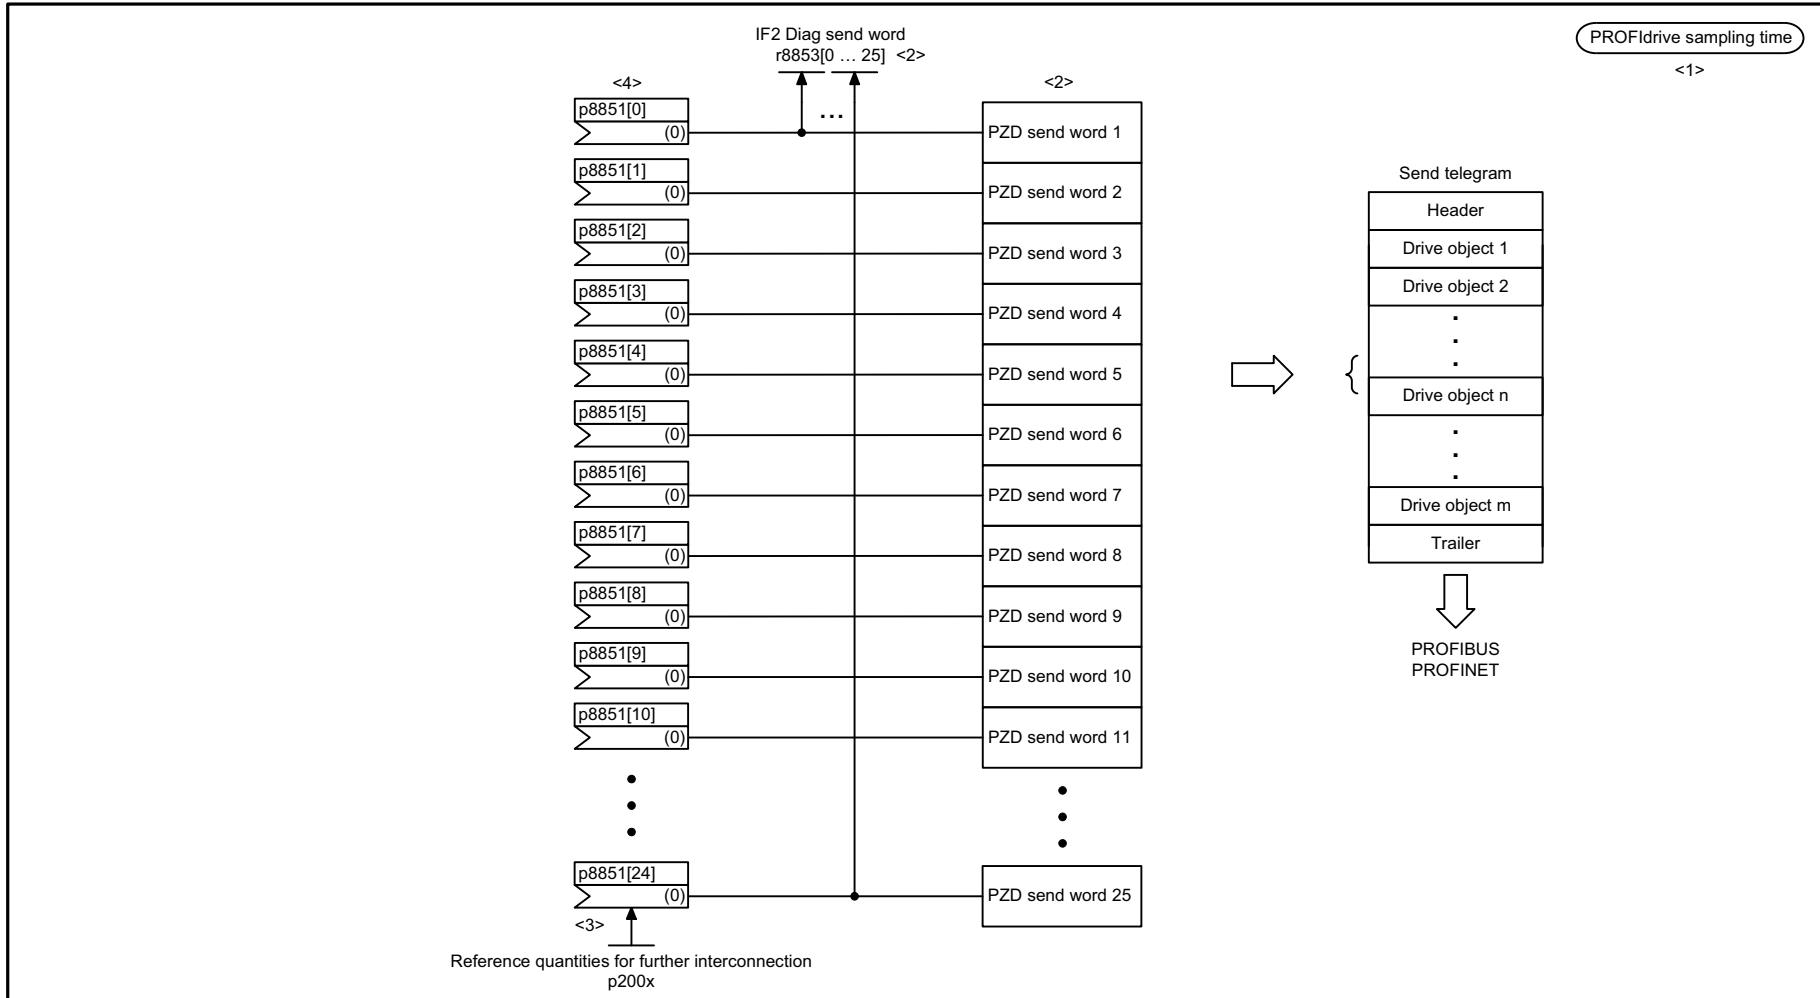 IF2 Diag send word
r8853[0 … 25] <2>
PROFIdrive sampling time
<1>
<4>
<2>
p8851[0]
...
(0)
PZD send word 1
p8851[1]
(0)
PZD send word 2
p8851[2]
(0)
PZD send word 3
p8851[3]
(0)
PZD send word 4
p8851[4]
(0)
PZD send word 5
p8851[5]
(0)
PZD send word 6
p8851[6]
(0)
PZD send word 7
p8851[7]
(0)
PZD send word 8
p8851[8]
(0)
PZD send word 9
p8851[9]
(0)
PZD send word 10
p8851[10]
(0)
PZD send word 11
p8851[24]
(0)
PZD send word 25
<3>
Reference quantities for further interconnection
p200x
Send telegram
Header
Drive object 1
Drive object 2
Drive object n
Drive object m
Trailer
PROFIBUS
PROFINET